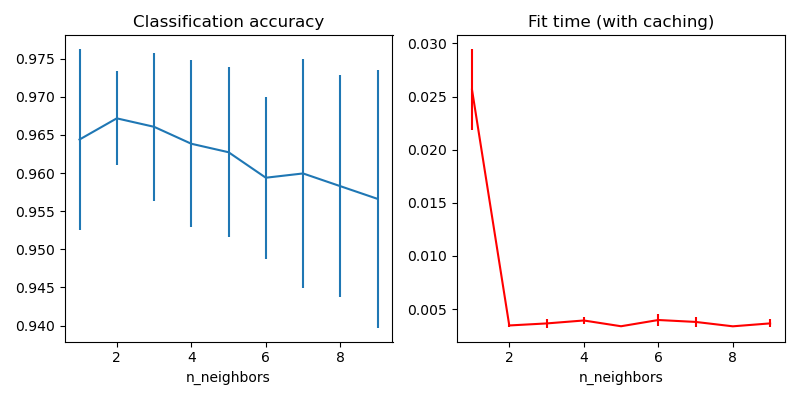 Classification accuracy
0.975
0.970
0.965
0.960
0.955
0.950
0.945
0.940
2 4 6 8
n_neighbors
Fit time (with caching)
0.030
0.025
0.020
0.015
0.010
0.005
2 4 6 8
n_neighbors